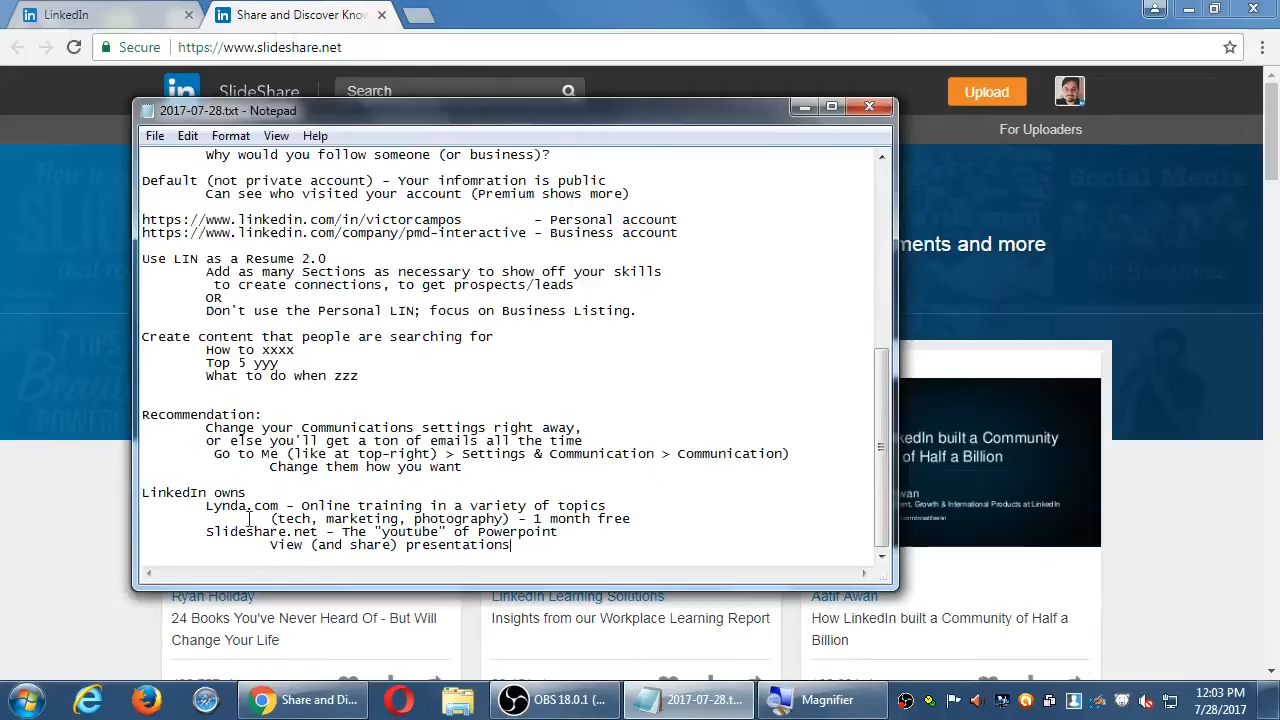 LinkedIn
Share and Discover Kno
Secure
https://www.slideshare.net
in
SlideShare
Search
Upload
2017-07-28.txt - Notepad
For Uploaders
File Edit Format View Help
Why would you follow someone (or business)?
Default (not private account) - Your infomration is public
Can see who visited your account (Premium shows more)
https://www.linkedin.com/in/victorcampos - Personal account
https://www.linkedin.com/company/pmd-interactive - Business account
ments and more
Use LIN as a Resume 2.0
Add as many Sections as necessary to show off your skills
to create connections, to get prospects/leads
OR
Don't use the Personal LIN; focus on Business Listing.
Create content that people are searching for
How to xxxx
Top 5 yyy
What to do when zzz
Recommendation:
Change your Communications settings right away,
or else you'll get a ton of emails all the time
Go to Me (like at top-right) > Settings & Communication > Communication)
Change them how you want
LinkedIn owns
Lynda.com - online training in a variety of topics
(tech, marketing, photography) - 1 month free
Slideshare.net - The "youtube" of Powerpoint
View (and share) presentations
kedIn built a Community
of Half a Billion
wan
ent, Growth & International Products at LinkedIn
Ryan Holiday
24 Books You've Never Heard Of - But Will
Change Your Life
LinkedIn Learning Solutions
Insights from our Workplace Learning Report
Aatif Awan
How LinkedIn built a Community of Half a
Billion
Share and Di...
OBS 18.0.1 (...
2017-07-28.t...
Magnifier
12:03 PM
7/28/2017